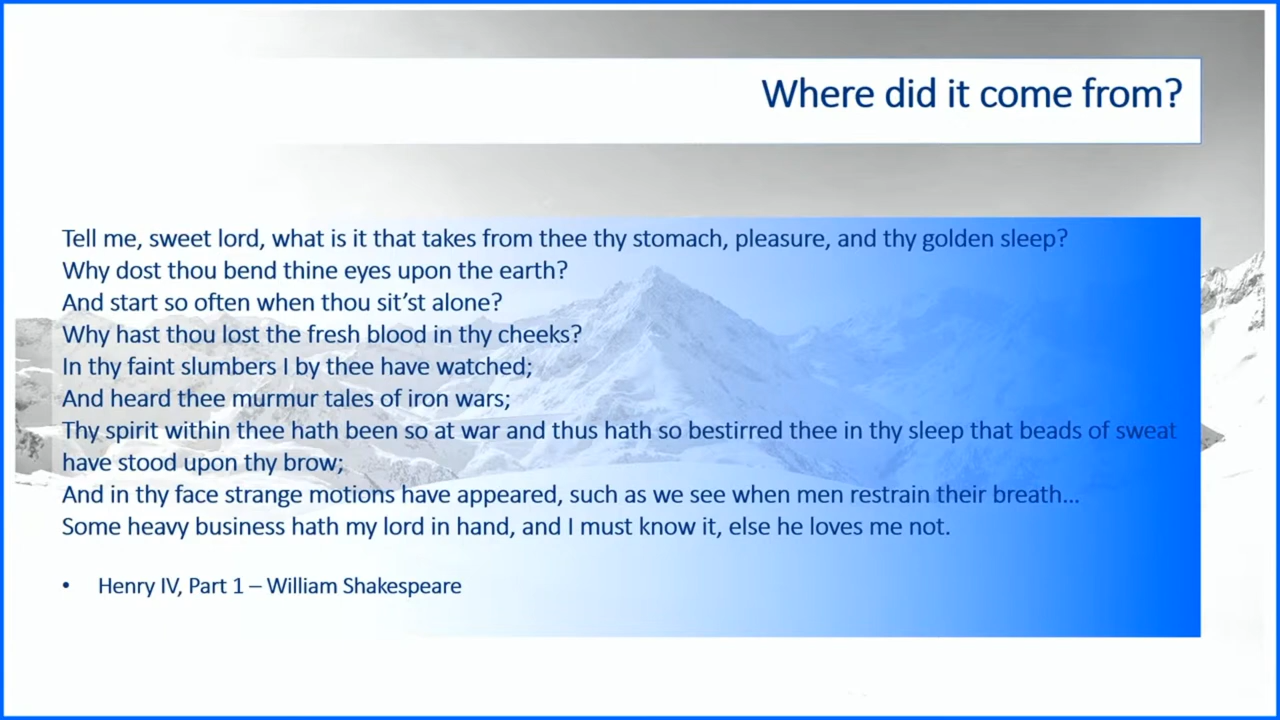 Where did it come from?
Tell me, sweet lord, what is it that takes from thee thy stomach, pleasure, and thy golden sleep?
Why dost thou bend thine eyes upon the earth?
And start so often when thou sit’st alone?
Why hast thou lost the fresh blood in thy cheeks?
In thy faint slumbers I by thee have watched;
And heard thee murmur tales of iron wars;
Thy spirit within thee hath been so at war and thus hath so bestirred thee in thy sleep that beads of sweat
have stood upon thy brow;
And in thy face strange motions have appeared, such as we see when men restrain their breath…
Some heavy business hath my lord in hand, and I must know it, else he loves me not.
• Henry IV, Part 1 – William Shakespeare